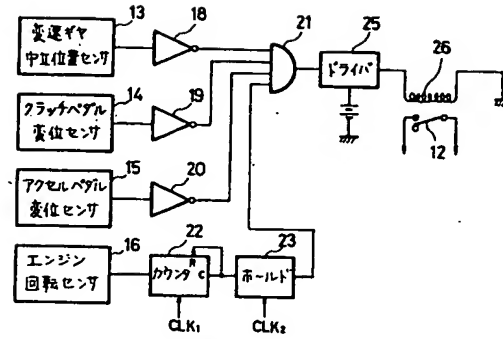 13
変速ギヤ
中立位置センサ
18
21
25
ドライバ
26
12
14
クラッチペダル
変位センサ
19
15
アクセルペダル
変位センサ
20
16
エンジン
回転センサ
22
カウンタ
R
C
23
ホールド
CLK₁
CLK₂